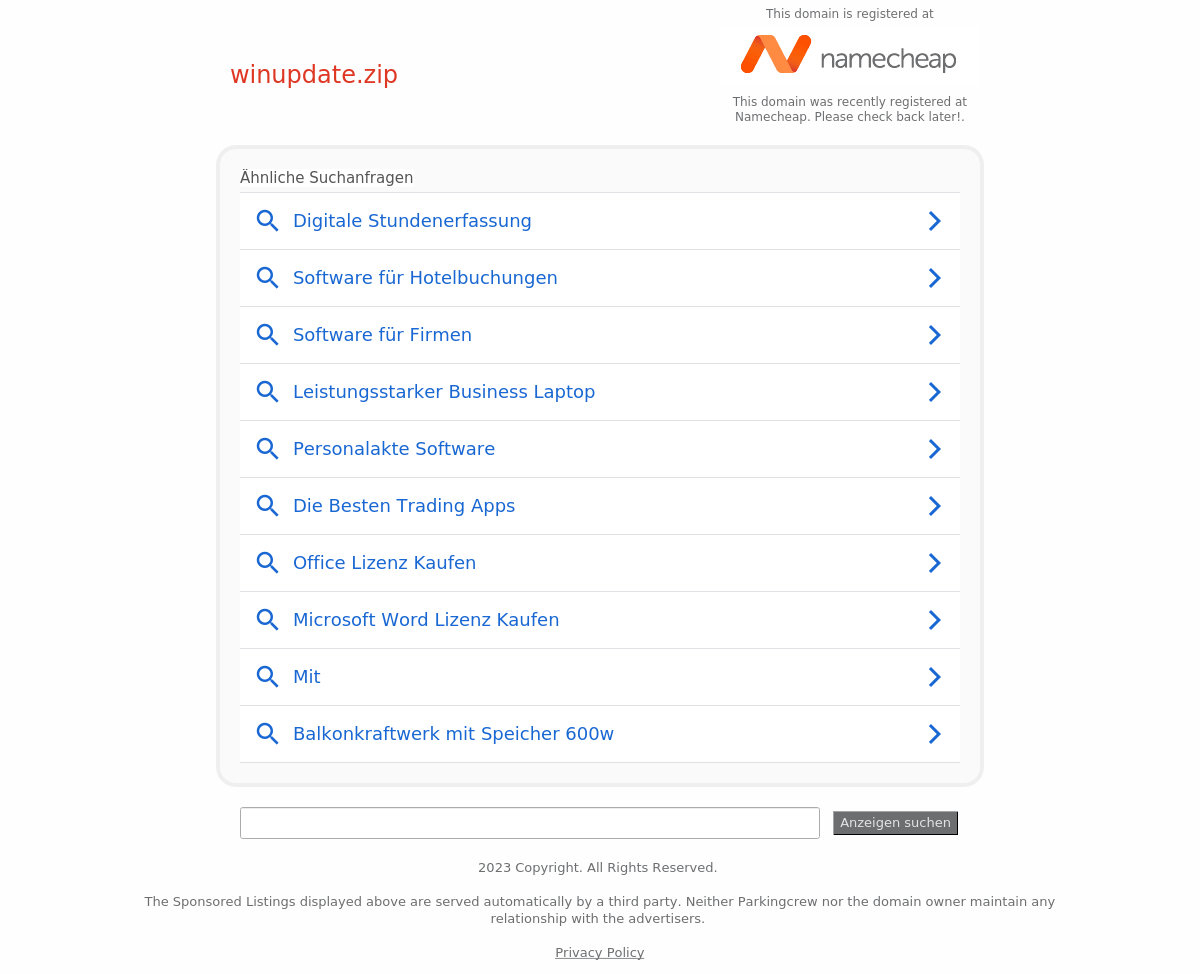 This domain is registered at
namecheap
winupdate.zip
This domain was recently registered at
Namecheap. Please check back later!.
Ähnliche Suchanfragen
Digitale Stundenerfassung
Software für Hotelbuchungen
Software für Firmen
Leistungsstarker Business Laptop
Personalakte Software
Die Besten Trading Apps
Office Lizenz Kaufen
Microsoft Word Lizenz Kaufen
Mit
Balkonkraftwerk mit Speicher 600w
Anzeigen suchen
2023 Copyright. All Rights Reserved.
The Sponsored Listings displayed above are served automatically by a third party. Neither Parkingcrew nor the domain owner maintain any
relationship with the advertisers.
Privacy Policy